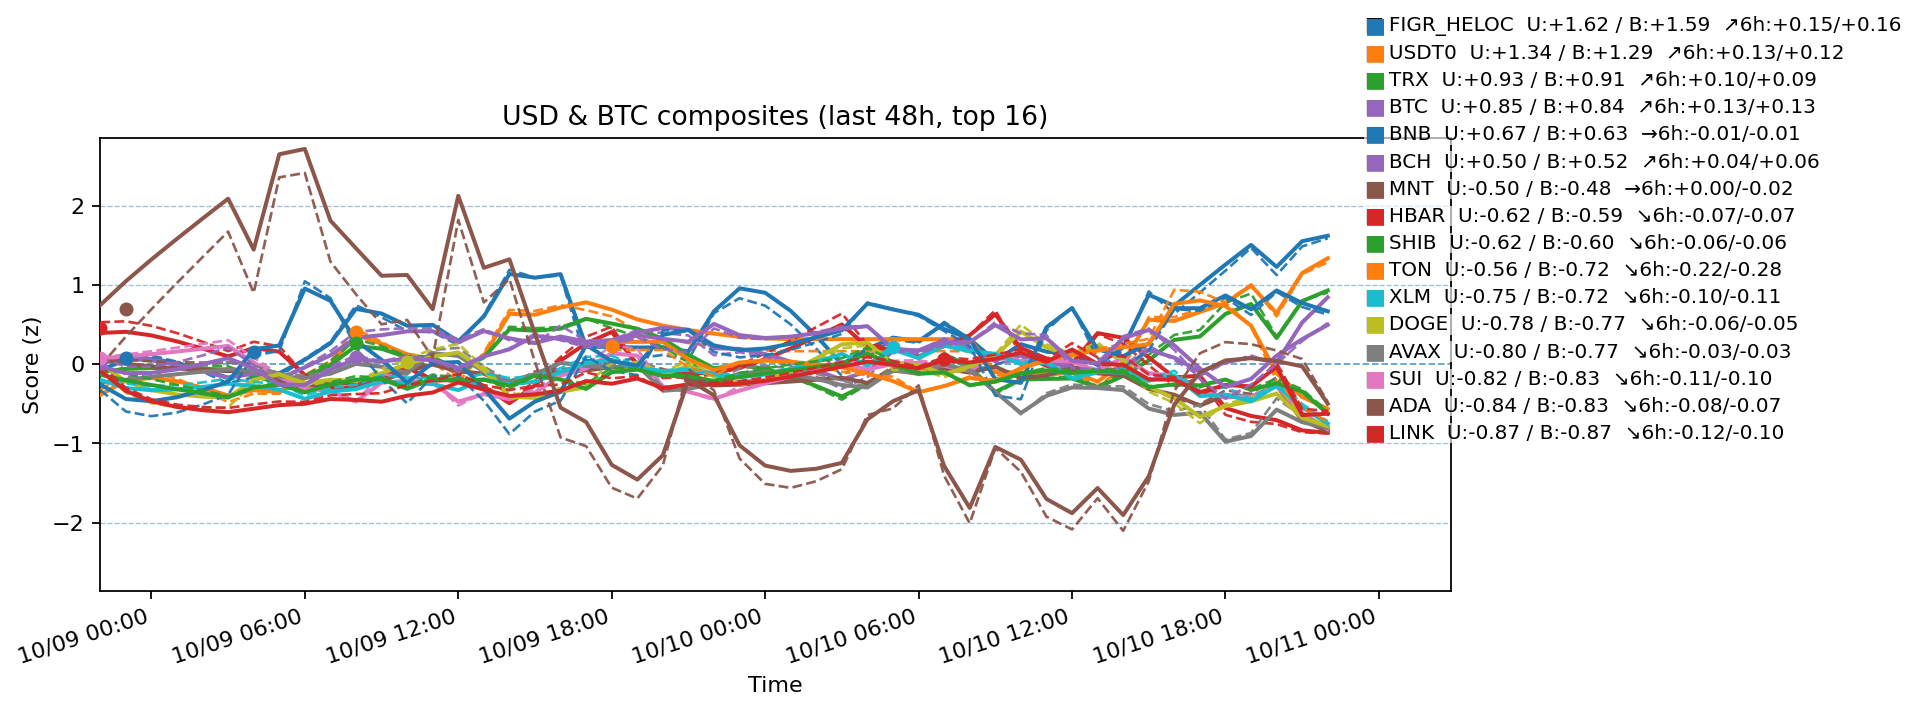 FIGR_HELOC  U:+1.62 / B:+1.59  ↗6h:+0.15/+0.16
USDT0  U:+1.34 / B:+1.29  ↗6h:+0.13/+0.12
TRX  U:+0.93 / B:+0.91  ↗6h:+0.10/+0.09
BTC  U:+0.85 / B:+0.84  ↗6h:+0.13/+0.13
BNB  U:+0.67 / B:+0.63  →6h:-0.01/-0.01
BCH  U:+0.50 / B:+0.52  ↗6h:+0.04/+0.06
MNT  U:-0.50 / B:-0.48  →6h:+0.00/-0.02
HBAR  U:-0.62 / B:-0.59  ↘6h:-0.07/-0.07
SHIB  U:-0.62 / B:-0.60  ↘6h:-0.06/-0.06
TON  U:-0.56 / B:-0.72  ↘6h:-0.22/-0.28
XLM  U:-0.75 / B:-0.72  ↘6h:-0.10/-0.11
DOGE  U:-0.78 / B:-0.77  ↘6h:-0.06/-0.05
AVAX  U:-0.80 / B:-0.77  ↘6h:-0.03/-0.03
SUI  U:-0.82 / B:-0.83  ↘6h:-0.11/-0.10
ADA  U:-0.84 / B:-0.83  ↘6h:-0.08/-0.07
LINK  U:-0.87 / B:-0.87  ↘6h:-0.12/-0.10
USD & BTC composites (last 48h, top 16)
Score (z)
2
1
0
−1
−2
10/09 00:00
10/09 06:00
10/09 12:00
10/09 18:00
10/10 00:00
10/10 06:00
10/10 12:00
10/10 18:00
10/11 00:00
Time